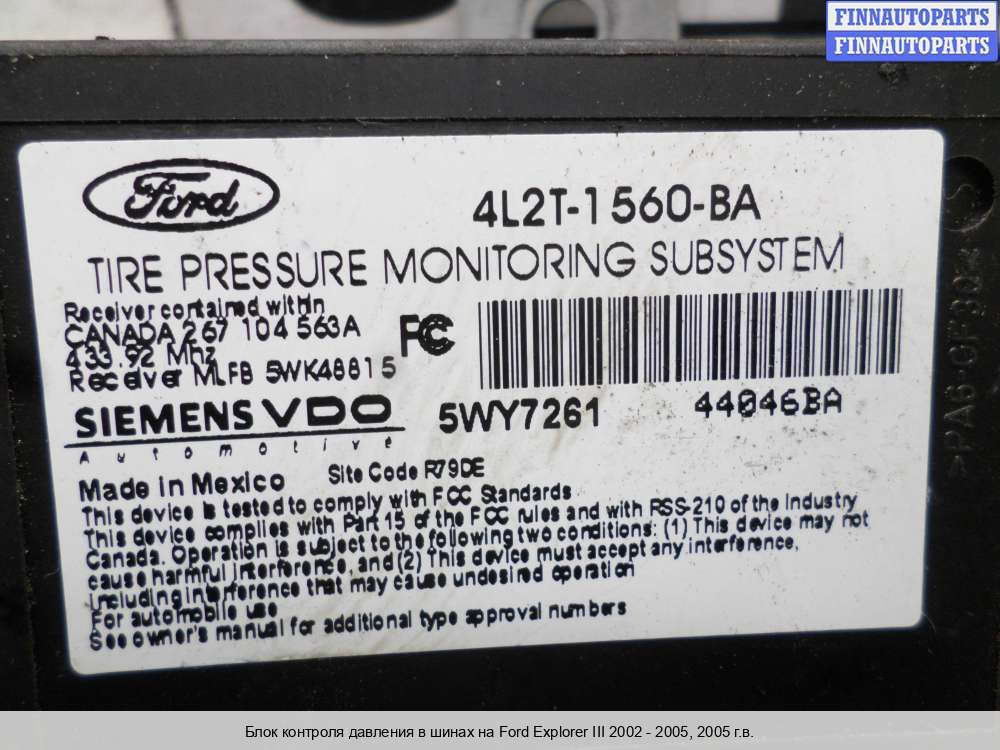 FINNAUTOPARTS
FINNAUTOPARTS
Ford
4L2T-1560-BA
TIRE PRESSURE MONITORING SUBSYSTEM
Receiver contained within
CANADA 267 104 563A
433.92 Mhz
Receiver MLFB 5WK48815
FC
SIEMENS VDO
Automotive
5WY7261
44046BA
Made in Mexico
Site Code R79DE
This device is tested to comply with FCC Standards
This device complies with Part 15 of the FCC rules and with RSS-210 of the Industry
Canada. Operation is subject to the following two conditions: (1) This device may not
cause harmful interference, and (2) This device must accept any interference,
including interference that may cause undesired operation
For automobile use
See owner's manual for additional type approval numbers
>PA6-GF30<
Блок контроля давления в шинах на Ford Explorer III 2002 - 2005, 2005 г.в.